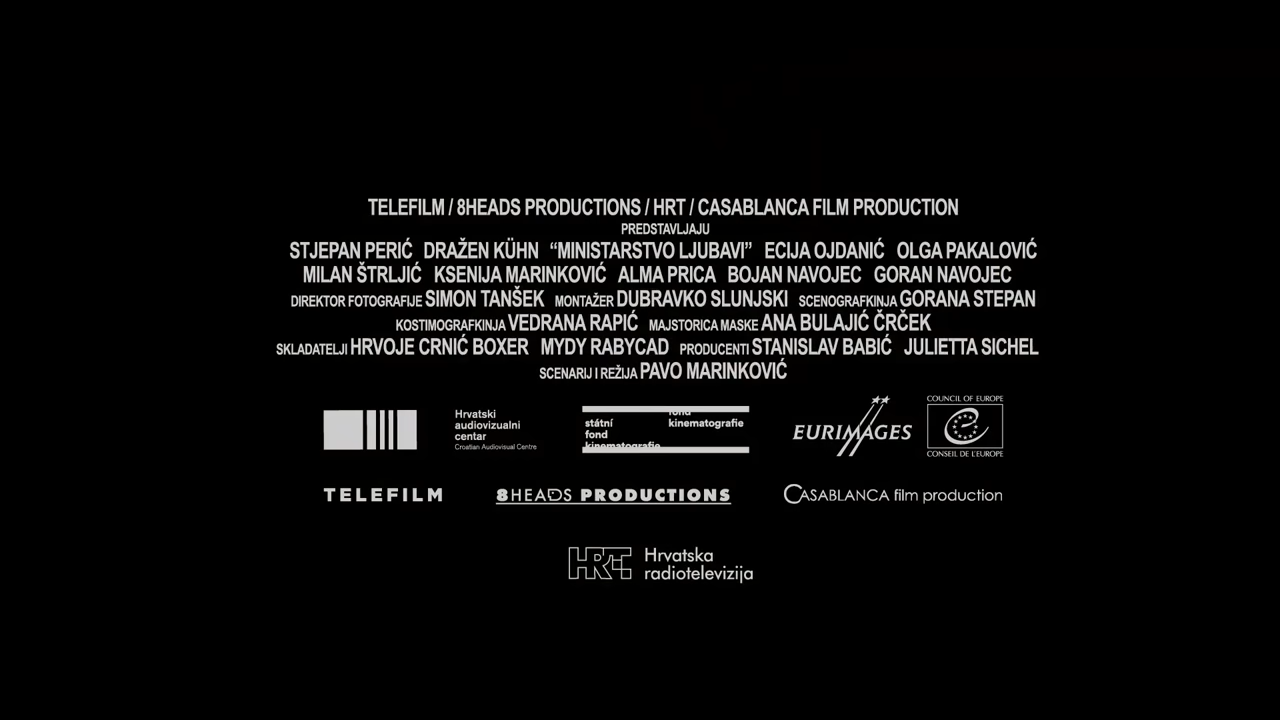 TELEFILM / 8HEADS PRODUCTIONS / HRT / CASABLANCA FILM PRODUCTION
PREDSTAVLJAJU
STJEPAN PERIĆ DRAŽEN KÜHN “MINISTARSTVO LJUBAVI” ECIJA OJDANIĆ OLGA PAKALOVIĆ
MILAN ŠTRLJIĆ KSENIJA MARINKOVIĆ ALMA PRICA BOJAN NAVOJEC GORAN NAVOJEC
DIREKTOR FOTOGRAFIJE SIMON TANŠEK MONTAŽER DUBRAVKO SLUNJSKI SCENOGRAFKINJA GORANA STEPAN
KOSTIMOGRAFKINJA VEDRANA RAPIĆ MAJSTORICA MASKE ANA BULAJIĆ ČRČEK
SKLADATELJI HRVOJE CRNIĆ BOXER MYDY RABYCAD PRODUCENTI STANISLAV BABIĆ JULIETTA SICHEL
SCENARIJ I REŽIJA PAVO MARINKOVIĆ
Hrvatski
audiovizualni
centar
Croatian Audiovisual Centre
fond
kinematografie
státní
fond
kinematografie
EURIMAGES
COUNCIL OF EUROPE
CONSEIL DE L'EUROPE
TELEFILM
8HEADS PRODUCTIONS
CASABLANCA film production
HRT
Hrvatska
radiotelevizija